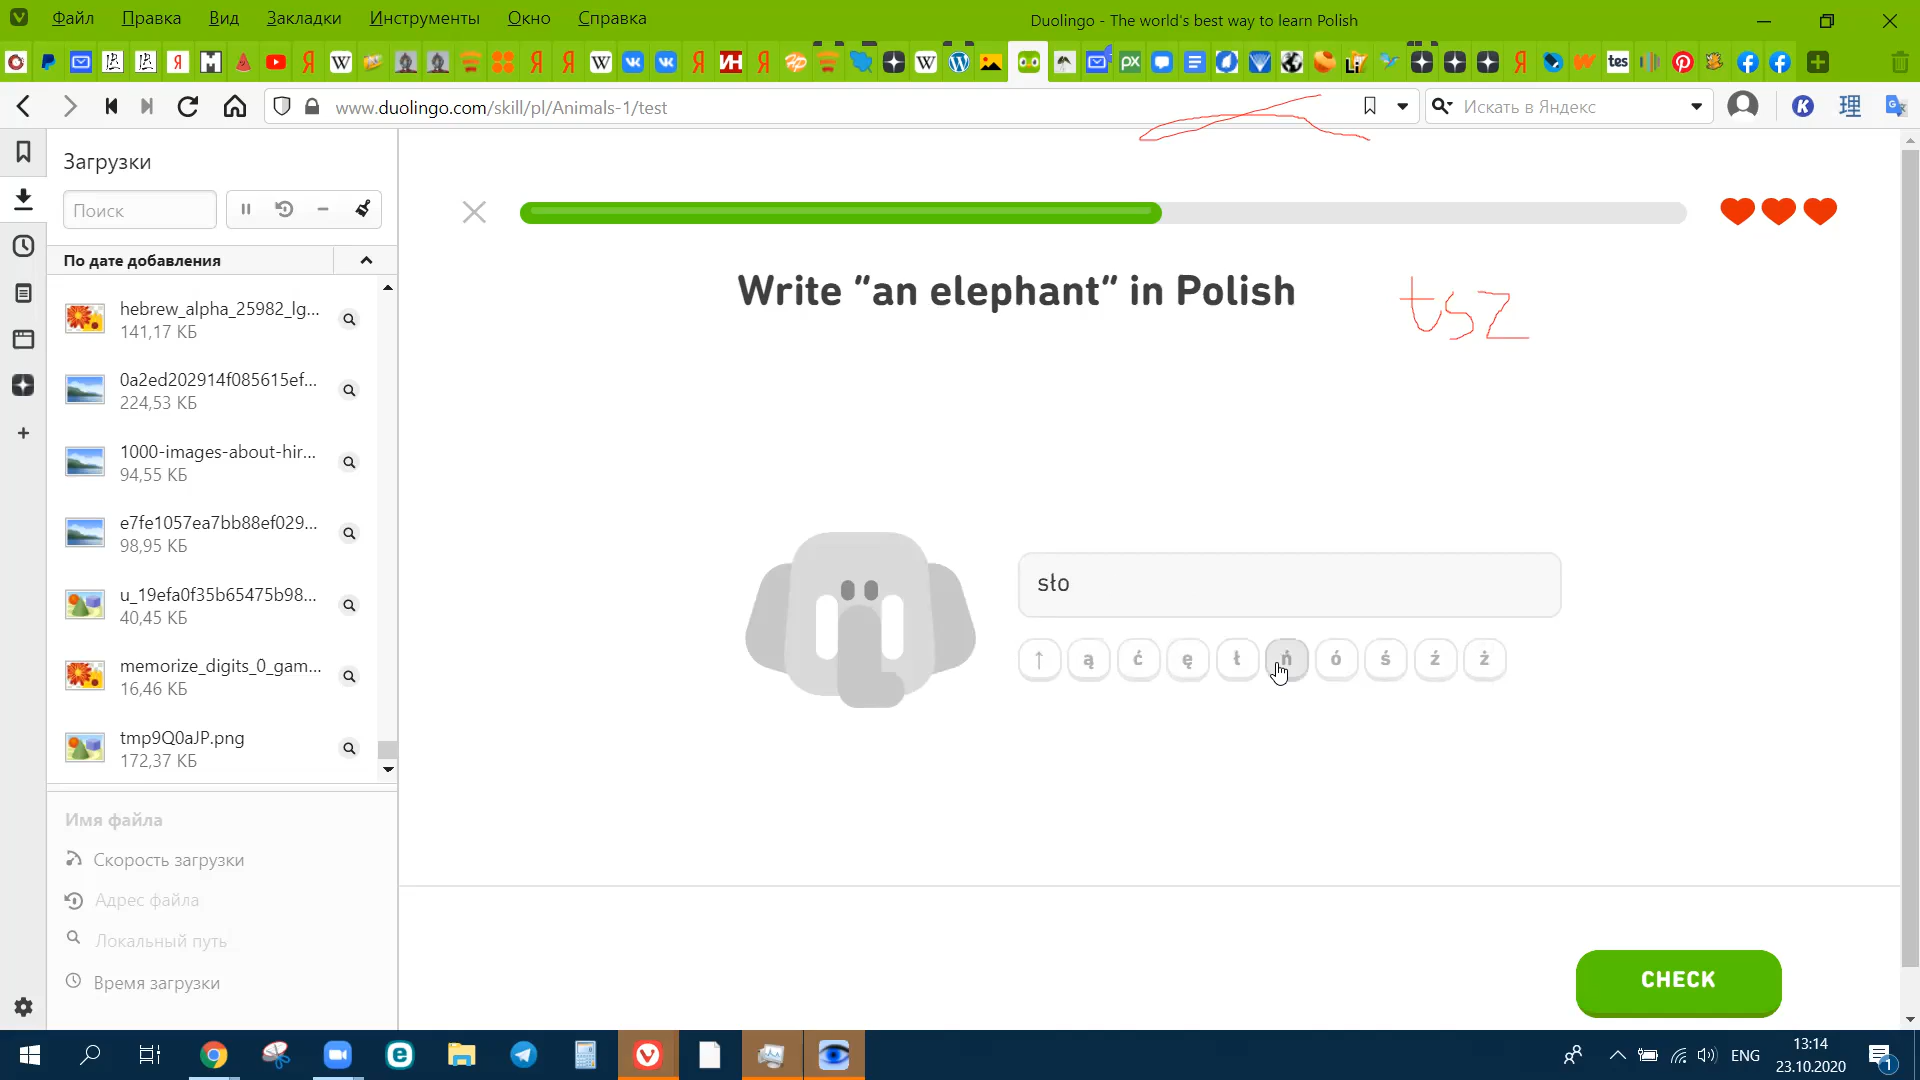 Файл Правка Вид Закладки Инструменты Окно Справка
Duolingo - The world's best way to learn Polish
www.duolingo.com/skill/pl/Animals-1/test
Искать в Яндекс
Загрузки
Поиск
По дате добавления
hebrew_alpha_25982_lg...
141,17 КБ
0a2ed202914f085615ef...
224,53 КБ
1000-images-about-hir...
94,55 КБ
e7fe1057ea7bb88ef029...
98,95 КБ
u_19efa0f35b65475b98...
40,45 КБ
memorize_digits_0_gam...
16,46 КБ
tmp9Q0aJP.png
172,37 КБ
Имя файла
Скорость загрузки
Адрес файла
Локальный путь
Время загрузки
Write "an elephant" in Polish
tsz
sło
↑ ą ć ę ł ń ó ś ź ż
CHECK
ENG
13:14
23.10.2020
1